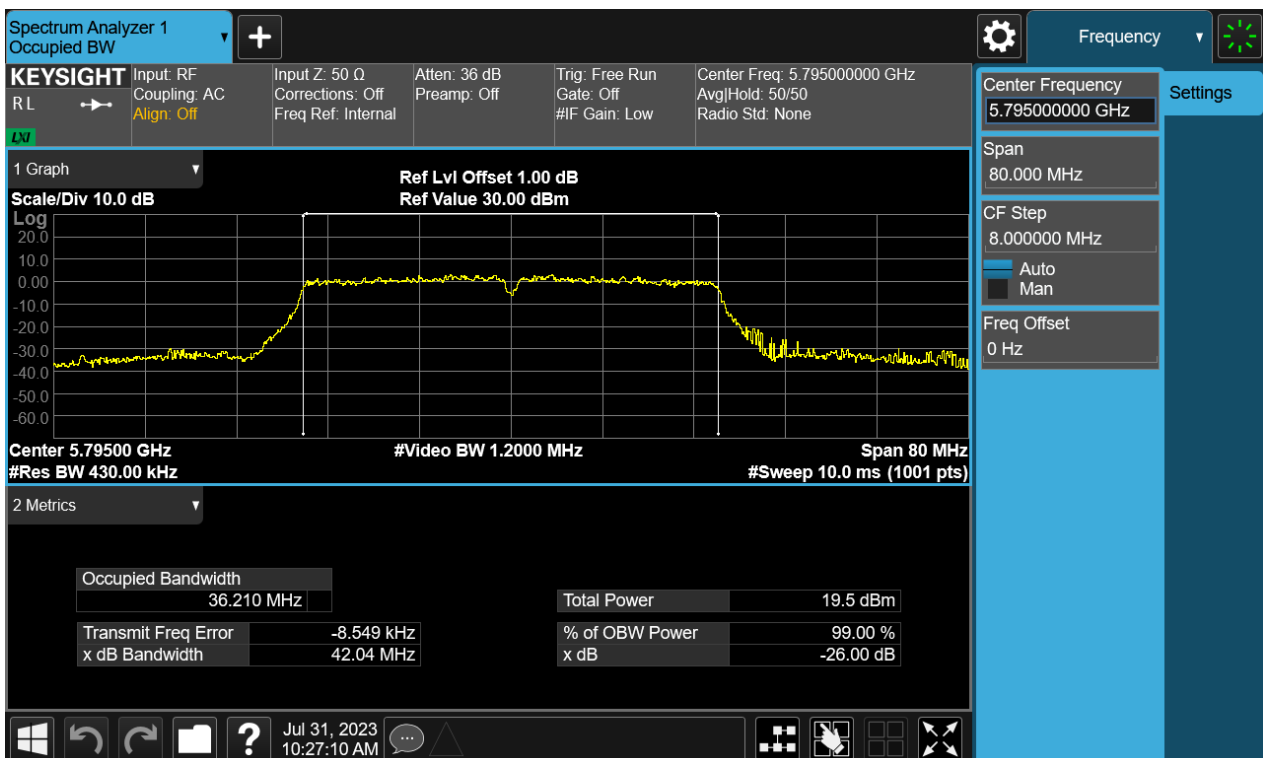 Spectrum Analyzer 1
Occupied BW
+
Frequency
KEYSIGHT
R L
LXI
Input: RF
Coupling: AC
Align: Off
Input Z: 50 Ω
Corrections: Off
Freq Ref: Internal
Atten: 36 dB
Preamp: Off
Trig: Free Run
Gate: Off
#IF Gain: Low
Center Freq: 5.795000000 GHz
Avg|Hold: 50/50
Radio Std: None
Center Frequency
5.795000000 GHz
Settings
Span
80.000 MHz
CF Step
8.000000 MHz
Auto
Man
Freq Offset
0 Hz
1 Graph
Ref Lvl Offset 1.00 dB
Scale/Div 10.0 dB
Ref Value 30.00 dBm
Log
20.0
10.0
0.00
-10.0
-20.0
-30.0
-40.0
-50.0
-60.0
Center 5.79500 GHz
#Video BW 1.2000 MHz
Span 80 MHz
#Res BW 430.00 kHz
#Sweep 10.0 ms (1001 pts)
2 Metrics
Occupied Bandwidth
36.210 MHz
Total Power 19.5 dBm
Transmit Freq Error -8.549 kHz
% of OBW Power 99.00 %
x dB Bandwidth 42.04 MHz
x dB -26.00 dB
?
Jul 31, 2023
10:27:10 AM